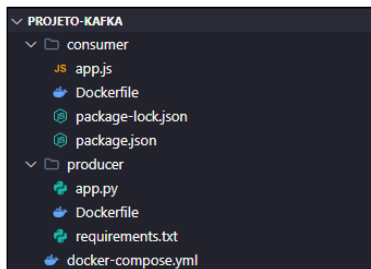 PROJETO-KAFKA
consumer
JS app.js
Dockerfile
package-lock.json
package.json
producer
app.py
Dockerfile
requirements.txt
docker-compose.yml